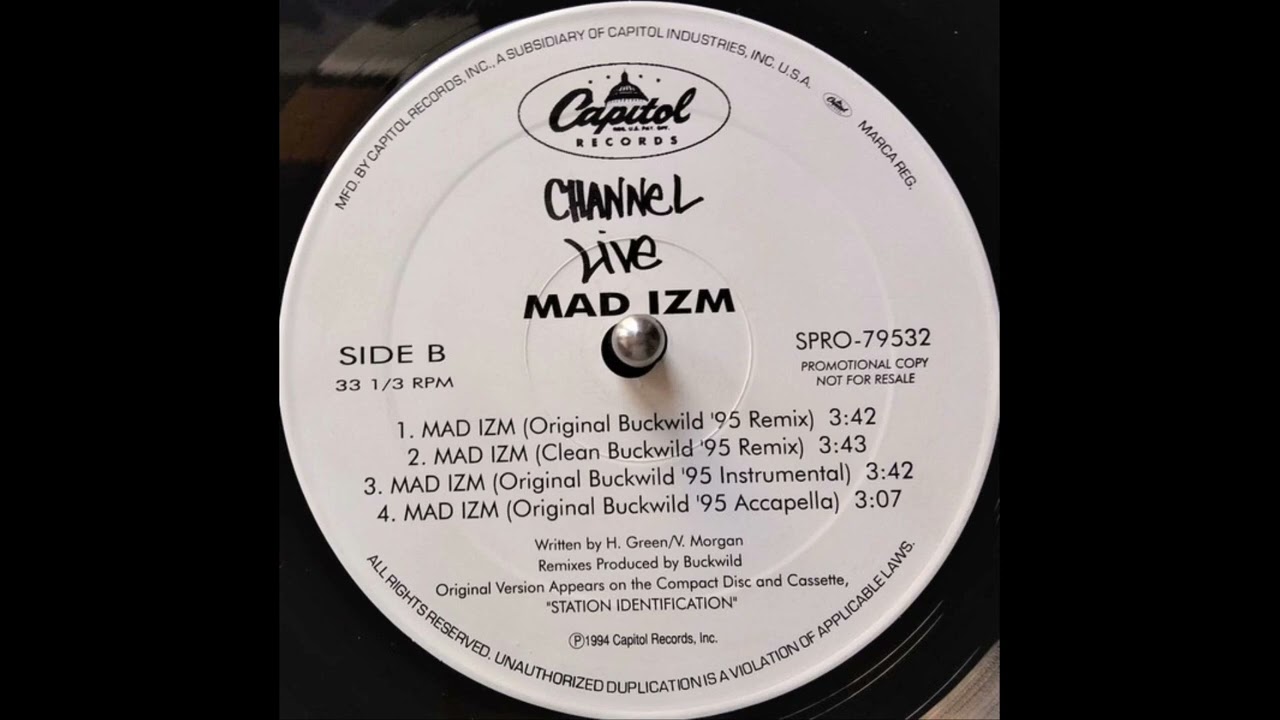 MFD. BY CAPITOL RECORDS, INC., A SUBSIDIARY OF CAPITOL INDUSTRIES, INC. U.S.A.
Capitol
MARCA REG.
Capitol
REG. U.S. PAT. OFF.
RECORDS
CHANNEL
LiVe
MAD IZM
SIDE B
33 1/3 RPM
SPRO-79532
PROMOTIONAL COPY
NOT FOR RESALE
1. MAD IZM (Original Buckwild '95 Remix) 3:42
2. MAD IZM (Clean Buckwild '95 Remix) 3:43
3. MAD IZM (Original Buckwild '95 Instrumental) 3:42
4. MAD IZM (Original Buckwild '95 Accapella) 3:07
Written by H. Green/V. Morgan
Remixes Produced by Buckwild
Original Version Appears on the Compact Disc and Cassette,
"STATION IDENTIFICATION"
Ⓟ1994 Capitol Records, Inc.
ALL RIGHTS RESERVED. UNAUTHORIZED DUPLICATION IS A VIOLATION OF APPLICABLE LAWS.